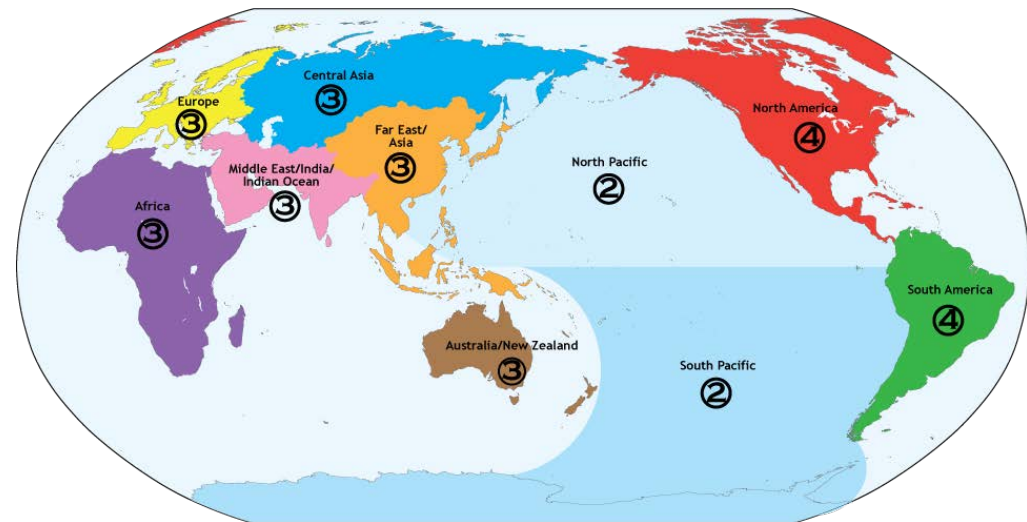 Central Asia
③
Europe
③
Far East/
Asia
③
North America
④
Middle East/India/
Indian Ocean
③
North Pacific
②
Africa
③
South America
④
Australia/New Zealand
③
South Pacific
②